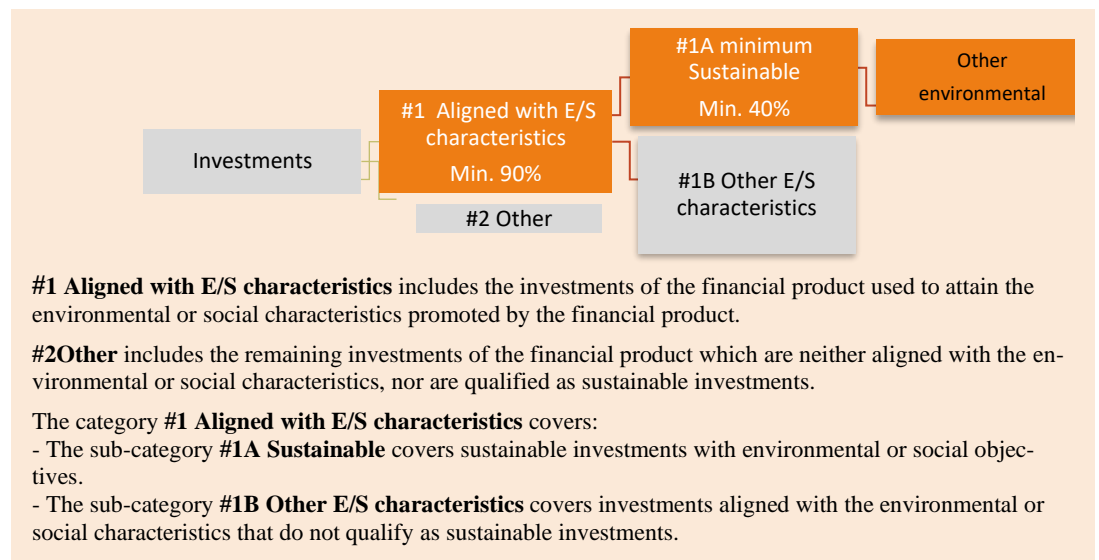 #1A minimum
Sustainable
Min. 40%
Other
environmental
#1 Aligned with E/S
characteristics
Min. 90%
Investments
#1B Other E/S
characteristics
#2 Other
#1 Aligned with E/S characteristics includes the investments of the financial product used to attain the
environmental or social characteristics promoted by the financial product.
#2Other includes the remaining investments of the financial product which are neither aligned with the en-
vironmental or social characteristics, nor are qualified as sustainable investments.
The category #1 Aligned with E/S characteristics covers:
- The sub-category #1A Sustainable covers sustainable investments with environmental or social objec-
tives.
- The sub-category #1B Other E/S characteristics covers investments aligned with the environmental or
social characteristics that do not qualify as sustainable investments.